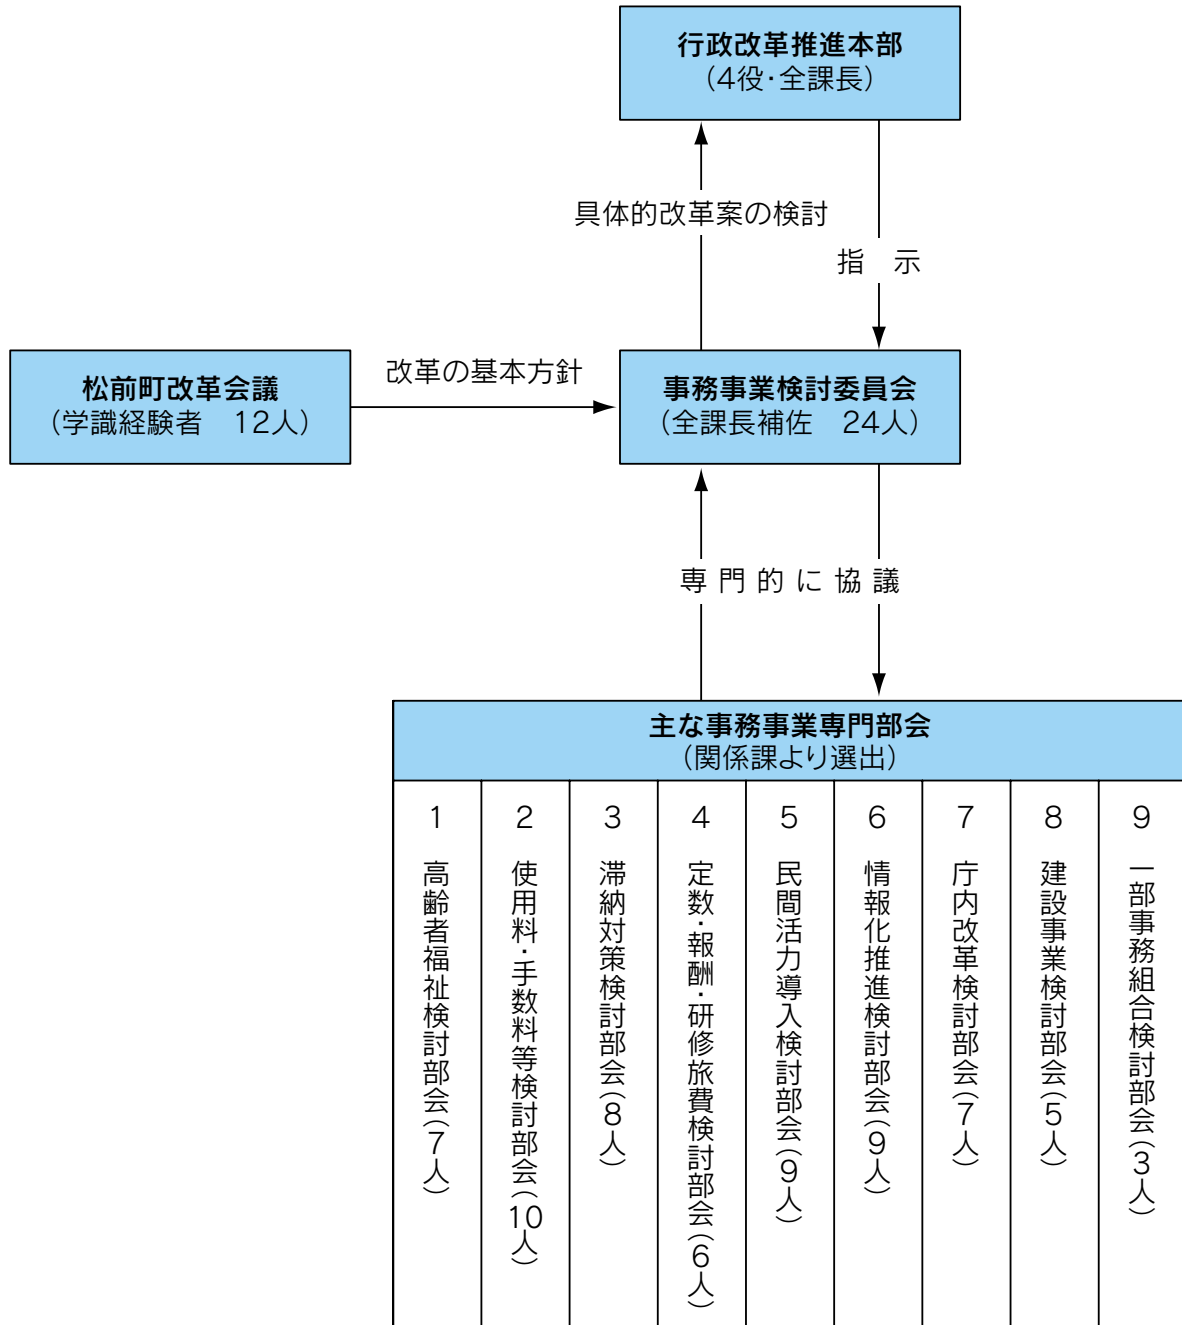 行政改革推進本部
（4役・全課長）
具体的改革案の検討
指　示
松前町改革会議
（学識経験者　12人）
改革の基本方針
事務事業検討委員会
（全課長補佐　24人）
専門的に協議
主な事務事業専門部会
（関係課より選出）
1　高齢者福祉検討部会（7人）
2　使用料・手数料等検討部会（10人）
3　滞納対策検討部会（8人）
4　定数・報酬・研修旅費検討部会（6人）
5　民間活力導入検討部会（9人）
6　情報化推進検討部会（9人）
7　庁内改革検討部会（7人）
8　建設事業検討部会（5人）
9　一部事務組合検討部会（3人）